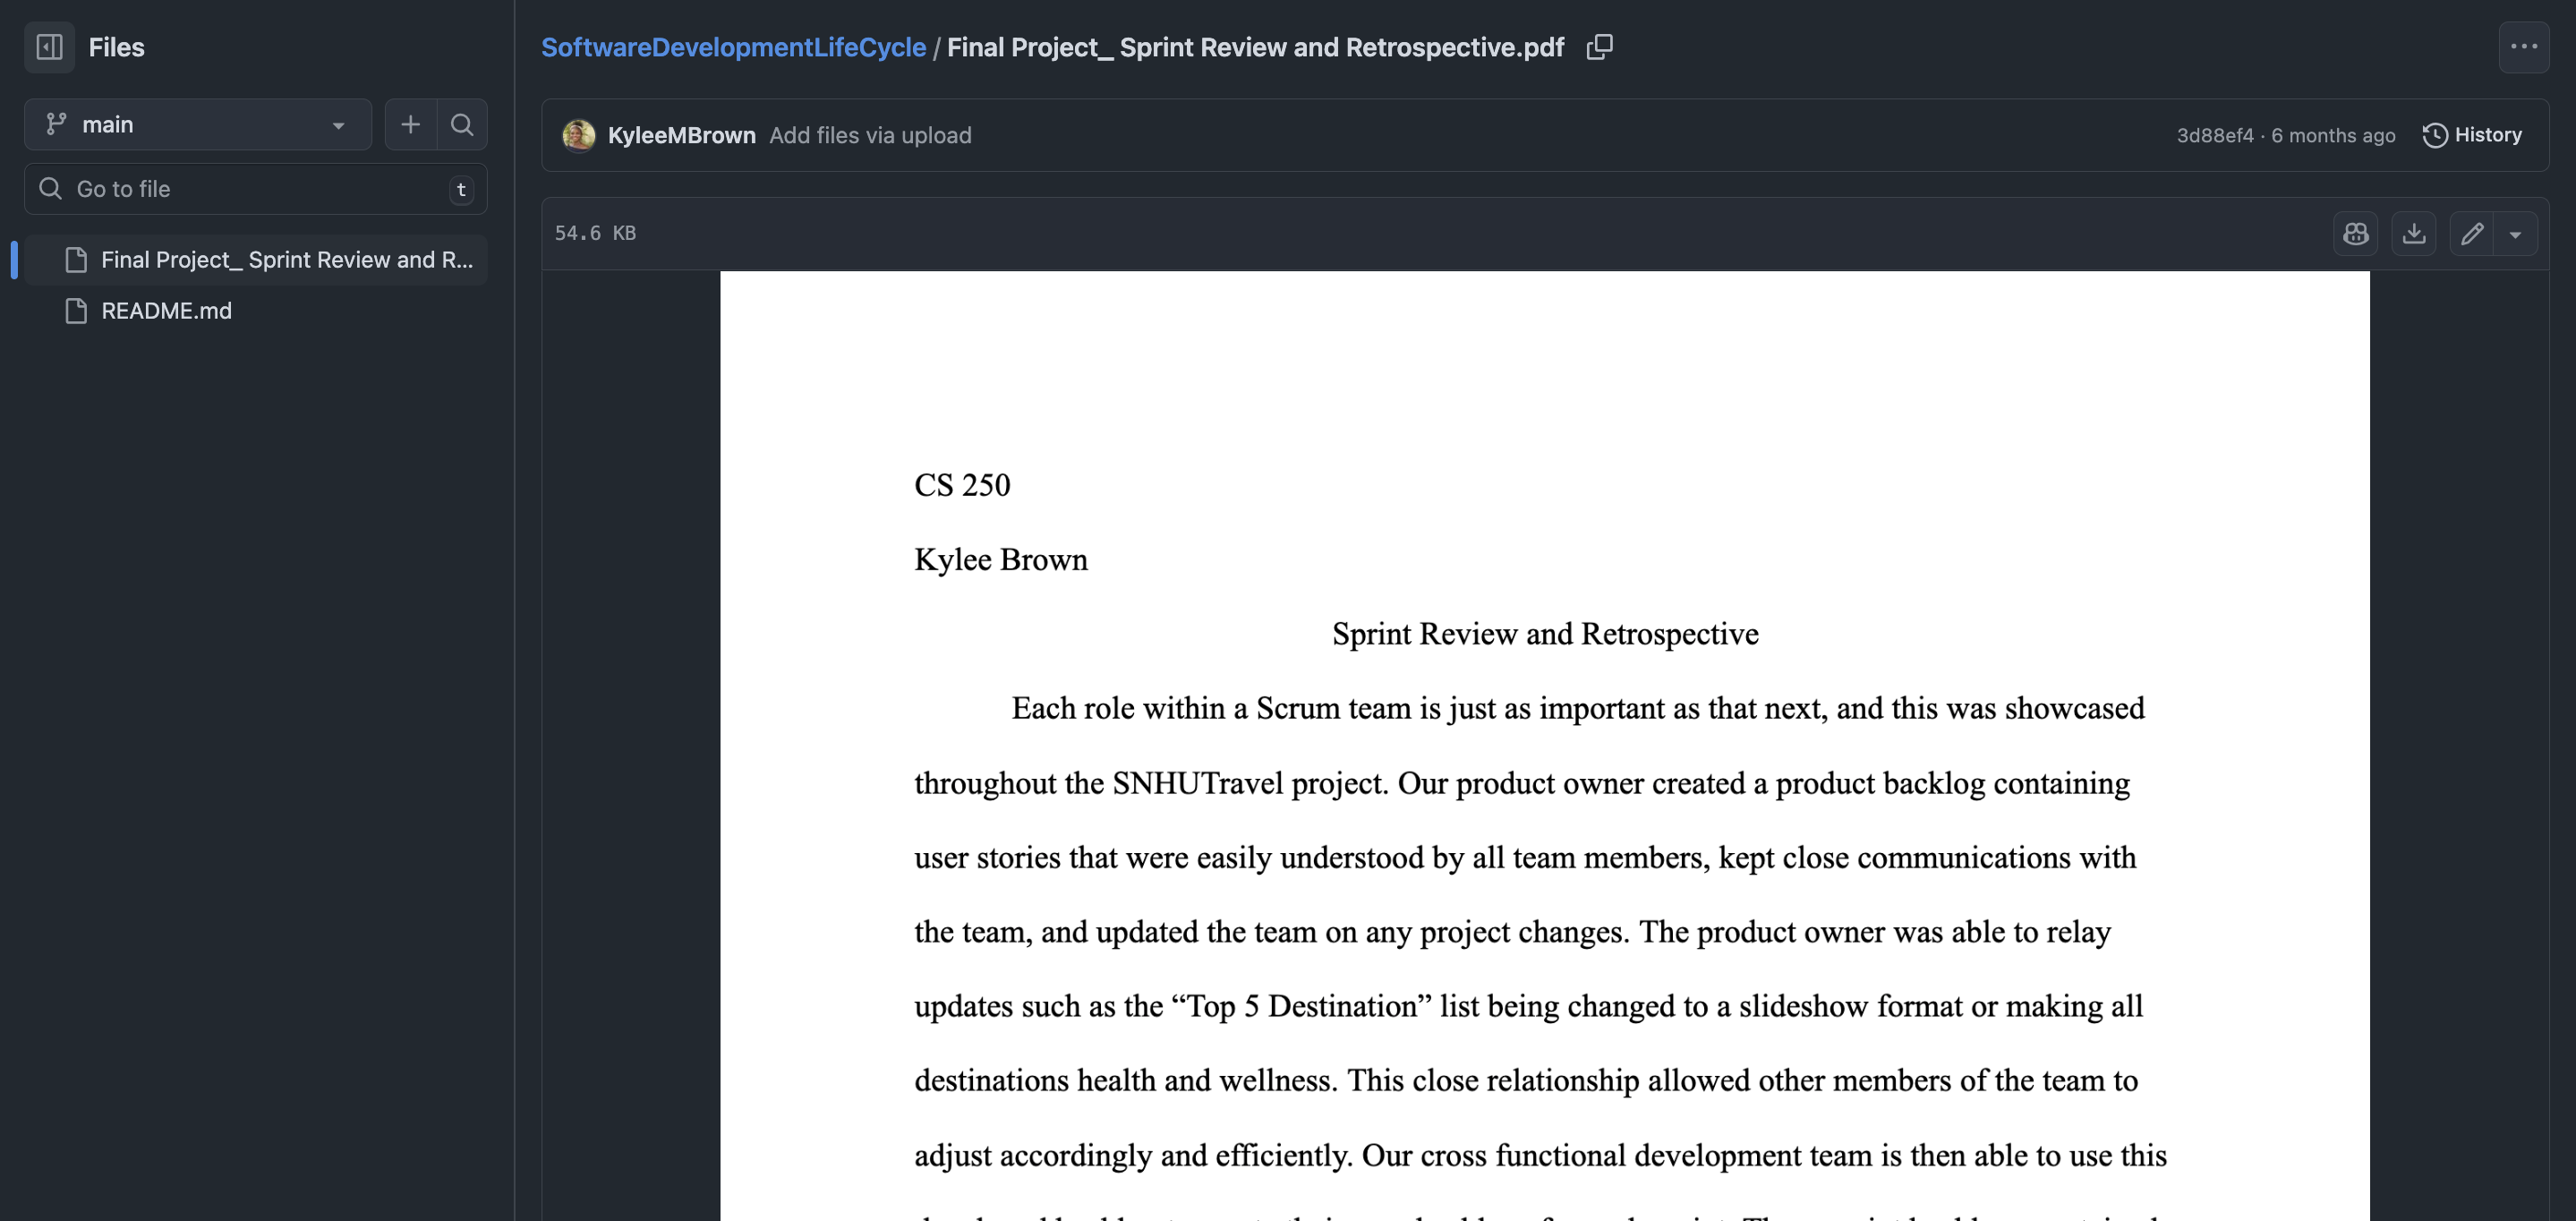 Files
main
Go to file
t
Final Project_ Sprint Review and R...
README.md
SoftwareDevelopmentLifeCycle / Final Project_ Sprint Review and Retrospective.pdf
KyleeMBrown Add files via upload
3d88ef4 · 6 months ago
History
54.6 KB
CS 250
Kylee Brown
Sprint Review and Retrospective
Each role within a Scrum team is just as important as that next, and this was showcased
throughout the SNHUTravel project. Our product owner created a product backlog containing
user stories that were easily understood by all team members, kept close communications with
the team, and updated the team on any project changes. The product owner was able to relay
updates such as the “Top 5 Destination” list being changed to a slideshow format or making all
destinations health and wellness. This close relationship allowed other members of the team to
adjust accordingly and efficiently. Our cross functional development team is then able to use this